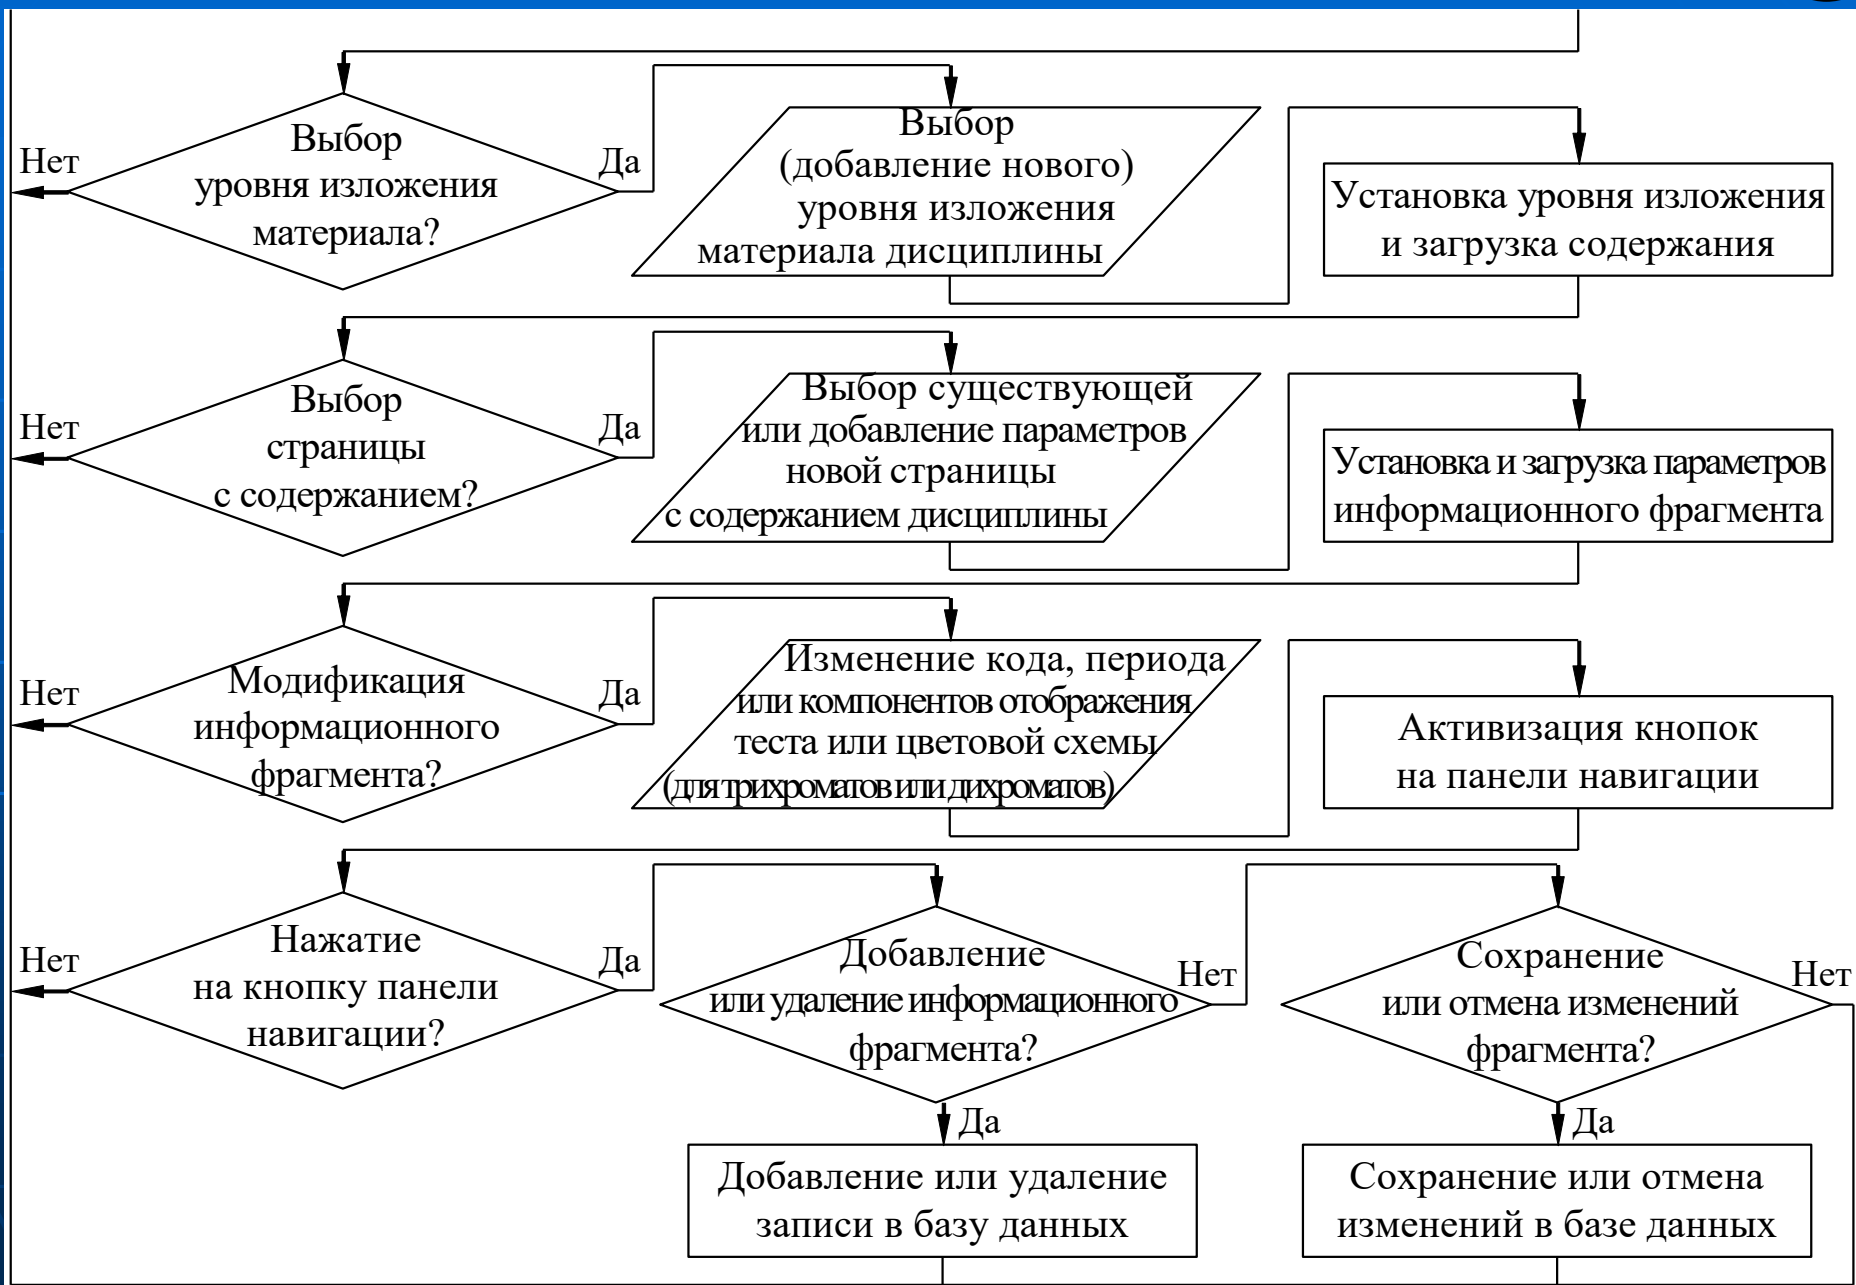 Нет
Выбор
уровня изложения
материала?
Да
Выбор
(добавление нового)
уровня изложения
материала дисциплины
Установка уровня изложения
и загрузка содержания
Нет
Выбор
страницы
с содержанием?
Да
Выбор существующей
или добавление параметров
новой страницы
с содержанием дисциплины
Установка и загрузка параметров
информационного фрагмента
Нет
Модификация
информационного
фрагмента?
Да
Изменение кода, периода
или компонентов отображения
теста или цветовой схемы
(для трихроматов или дихроматов)
Активизация кнопок
на панели навигации
Нет
Нажатие
на кнопку панели
навигации?
Да
Добавление
или удаление информационного
фрагмента?
Нет
Сохранение
или отмена изменений
фрагмента?
Нет
Да
Добавление или удаление
записи в базу данных
Да
Сохранение или отмена
изменений в базе данных